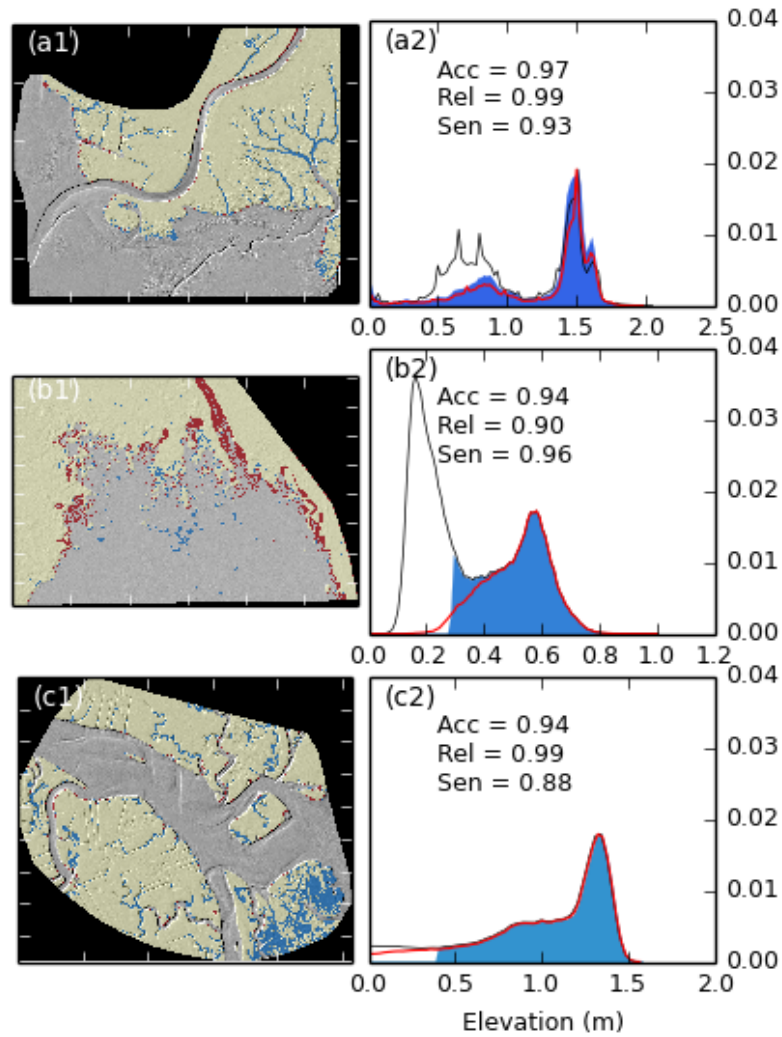 (a1)
(a2)
Acc = 0.97
Rel = 0.99
Sen = 0.93
0.04
0.03
0.02
0.01
0.00
0.0 0.5 1.0 1.5 2.0 2.5
(b1)
(b2)
Acc = 0.94
Rel = 0.90
Sen = 0.96
0.04
0.03
0.02
0.01
0.00
0.0 0.2 0.4 0.6 0.8 1.0 1.2
(c1)
(c2)
Acc = 0.94
Rel = 0.99
Sen = 0.88
0.04
0.03
0.02
0.01
0.00
0.0 0.5 1.0 1.5 2.0
Elevation (m)